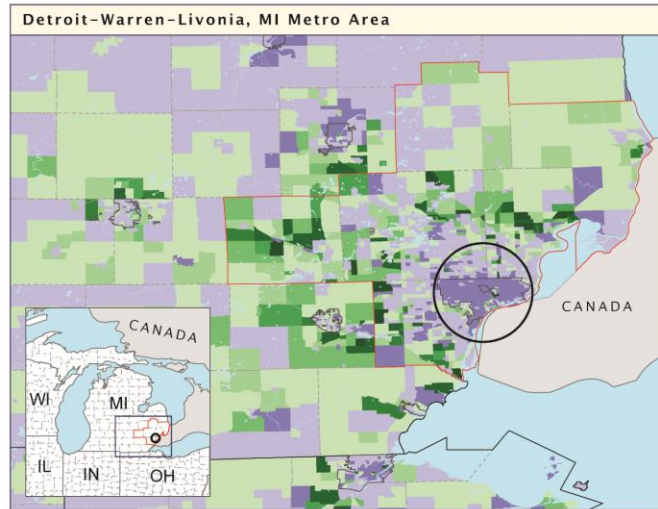 Detroit-Warren-Livonia, MI Metro Area
CANADA
CANADA
WI
MI
IL
IN
OH